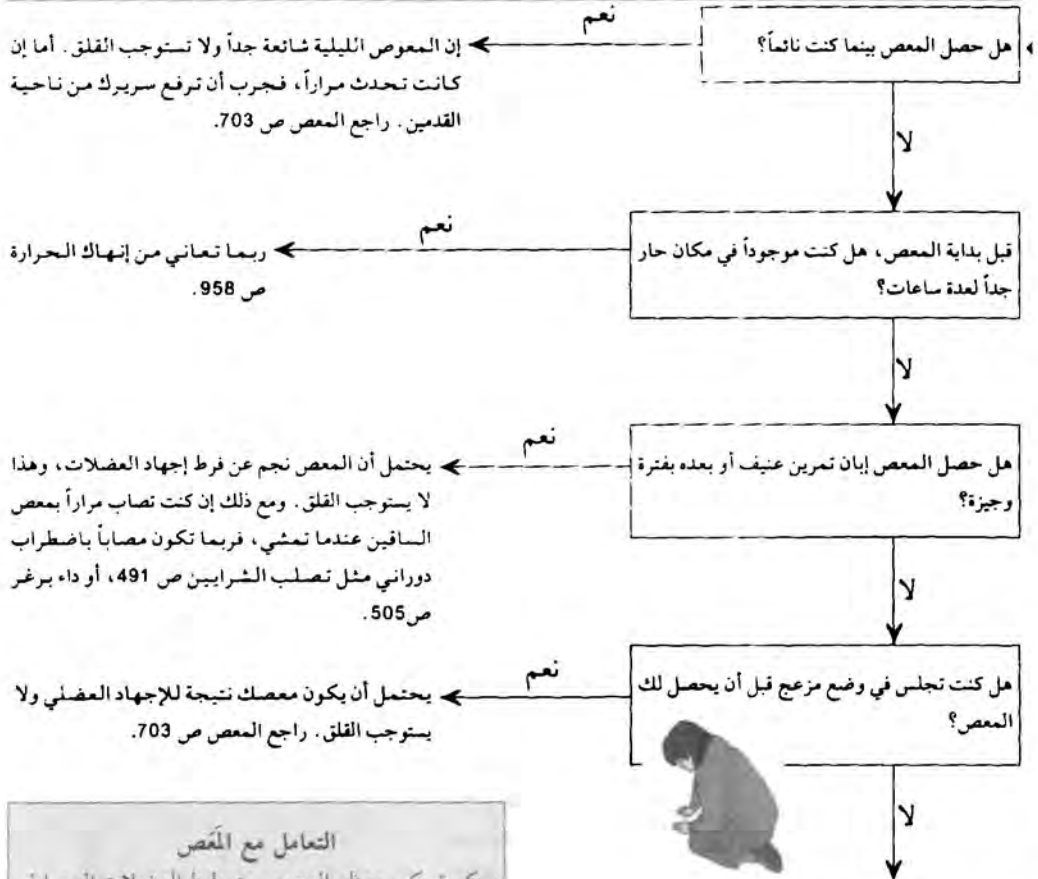 هل حصل المعص بينما كنت نائماً؟
نعم
إن المعوص الليلية شائعة جداً ولا تستوجب القلق. أما إن
كانت تحدث مراراً، فجرب أن ترفع سريرك من ناحية
القدمين. راجع المعص ص 703.
لا
قبل بداية المعص، هل كنت موجوداً في مكان حار
جداً لعدة ساعات؟
نعم
ربما تعاني من إنهاك الحرارة
ص 958.
لا
هل حصل المعص إبان تمرين عنيف أو بعده بفترة
وجيزة؟
نعم
يحتمل أن المعص نجم عن فرط إجهاد العضلات، وهذا
لا يستوجب القلق. ومع ذلك إن كنت تصاب مراراً بمعص
الساقين عندما تمشي، فربما تكون مصاباً باضطراب
دوراني مثل تصلب الشرايين ص 491، أو داء برغر
ص505.
لا
هل كنت تجلس في وضع مزعج قبل أن يحصل لك
المعص؟
نعم
يحتمل أن يكون معصك نتيجة للإجهاد العضلي ولا
يستوجب القلق. راجع المعص ص 703.
لا
التعامل مع المَعَص